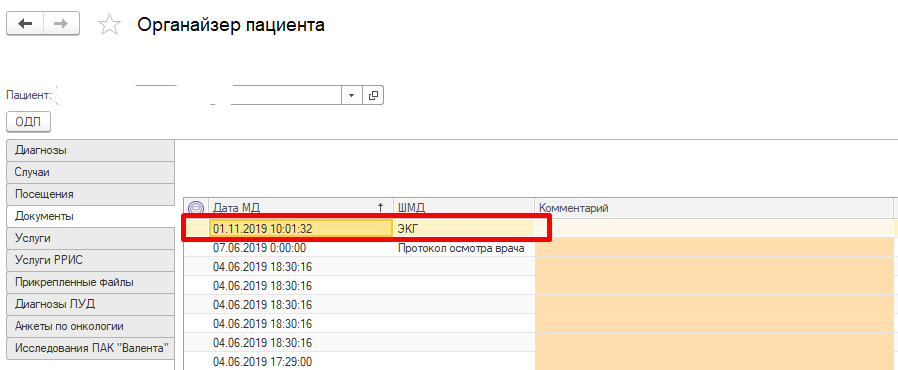 Органайзер пациента
Пациент:
ОДП
Диагнозы
Случаи
Посещения
Документы
Услуги
Услуги РРИС
Прикрепленные файлы
Диагнозы ЛУД
Анкеты по онкологии
Исследования ПАК "Валента"
Дата МД ↑ ШМД Комментарий
01.11.2019 10:01:32 ЭКГ
07.06.2019 0:00:00 Протокол осмотра врача
04.06.2019 18:30:16
04.06.2019 18:30:16
04.06.2019 18:30:16
04.06.2019 18:30:16
04.06.2019 18:30:16
04.06.2019 17:29:00